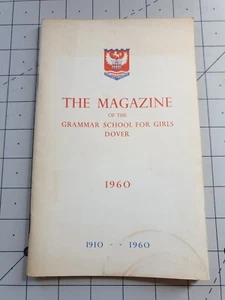 THE MAGAZINE
OF THE
GRAMMAR SCHOOL FOR GIRLS
DOVER
1960
1910 - - 1960